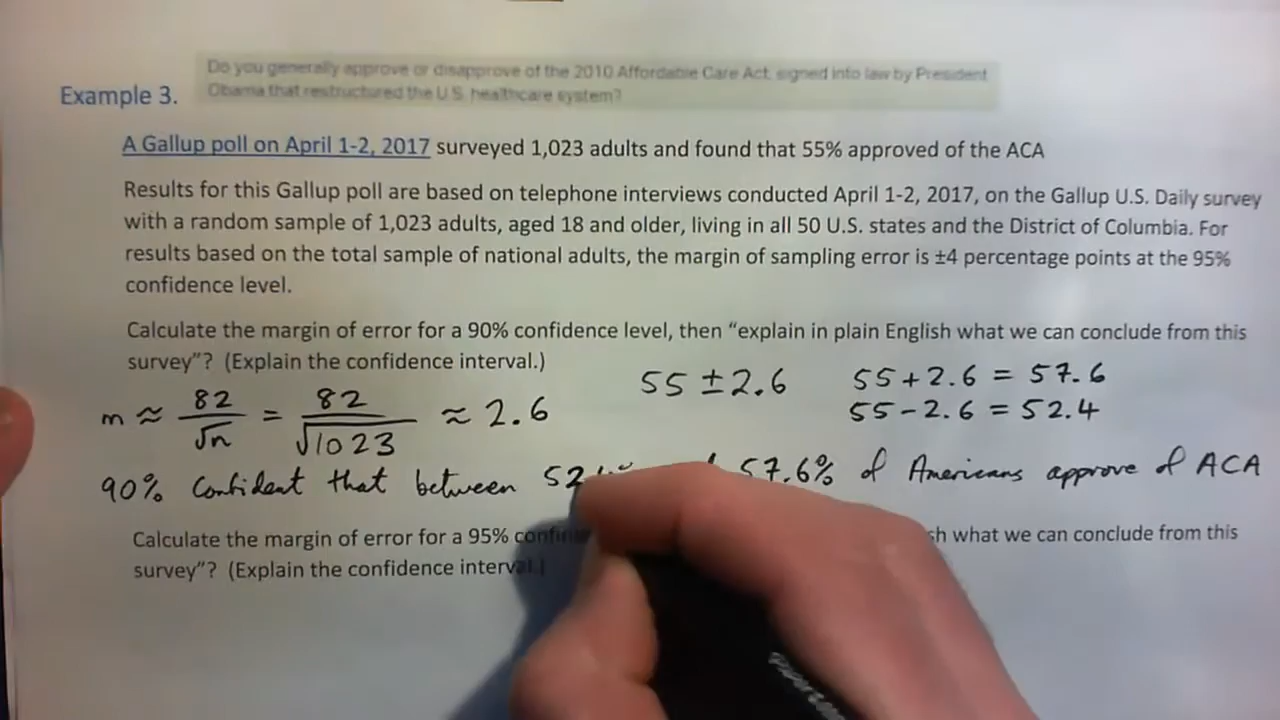 Do you generally approve or disapprove of the 2010 Affordable Care Act, signed into law by President
Obama that restructured the U.S. healthcare system?
Example 3.
A Gallup poll on April 1-2, 2017 surveyed 1,023 adults and found that 55% approved of the ACA
Results for this Gallup poll are based on telephone interviews conducted April 1-2, 2017, on the Gallup U.S. Daily survey
with a random sample of 1,023 adults, aged 18 and older, living in all 50 U.S. states and the District of Columbia. For
results based on the total sample of national adults, the margin of sampling error is ±4 percentage points at the 95%
confidence level.
Calculate the margin of error for a 90% confidence level, then “explain in plain English what we can conclude from this
survey”? (Explain the confidence interval.)
55 ± 2.6
55 + 2.6 = 57.6
55 - 2.6 = 52.4
m ≈ 82/√n = 82/√1023 ≈ 2.6
90% confident that between 57.6% of Americans approve of ACA
Calculate the margin of error for a 95% what we can conclude from this
survey”? (Explain the confidence interval.)